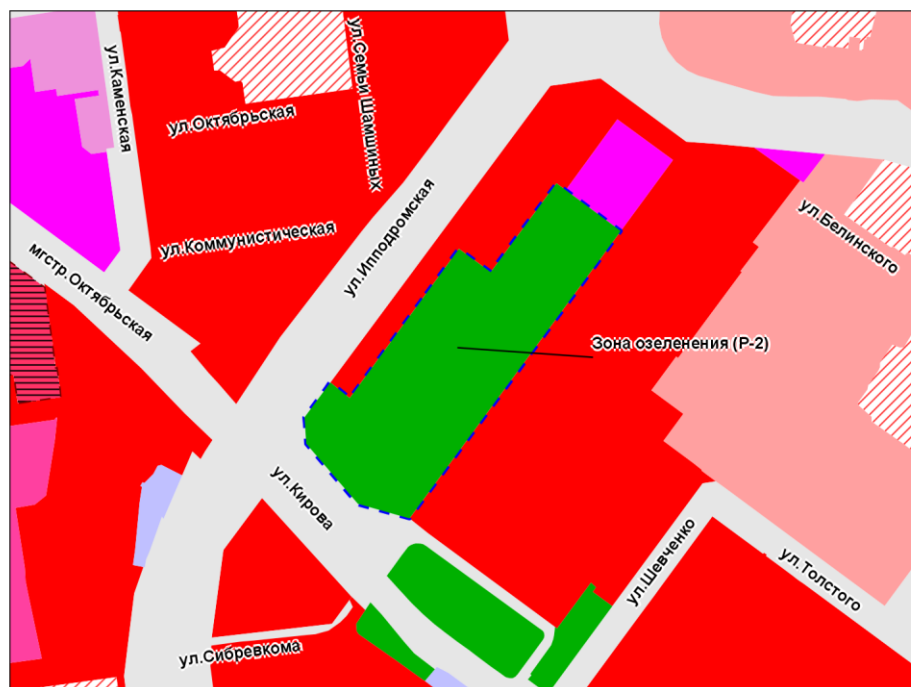 ул.Каменская
ул.Семьи Шамшиных
ул.Октябрьская
ул.Коммунистическая
ул.Ипподромская
ул.Белинского
мгстр.Октябрьская
Зона озеленения (Р-2)
ул.Кирова
ул.Шевченко
ул.Толстого
ул.Сибревкома